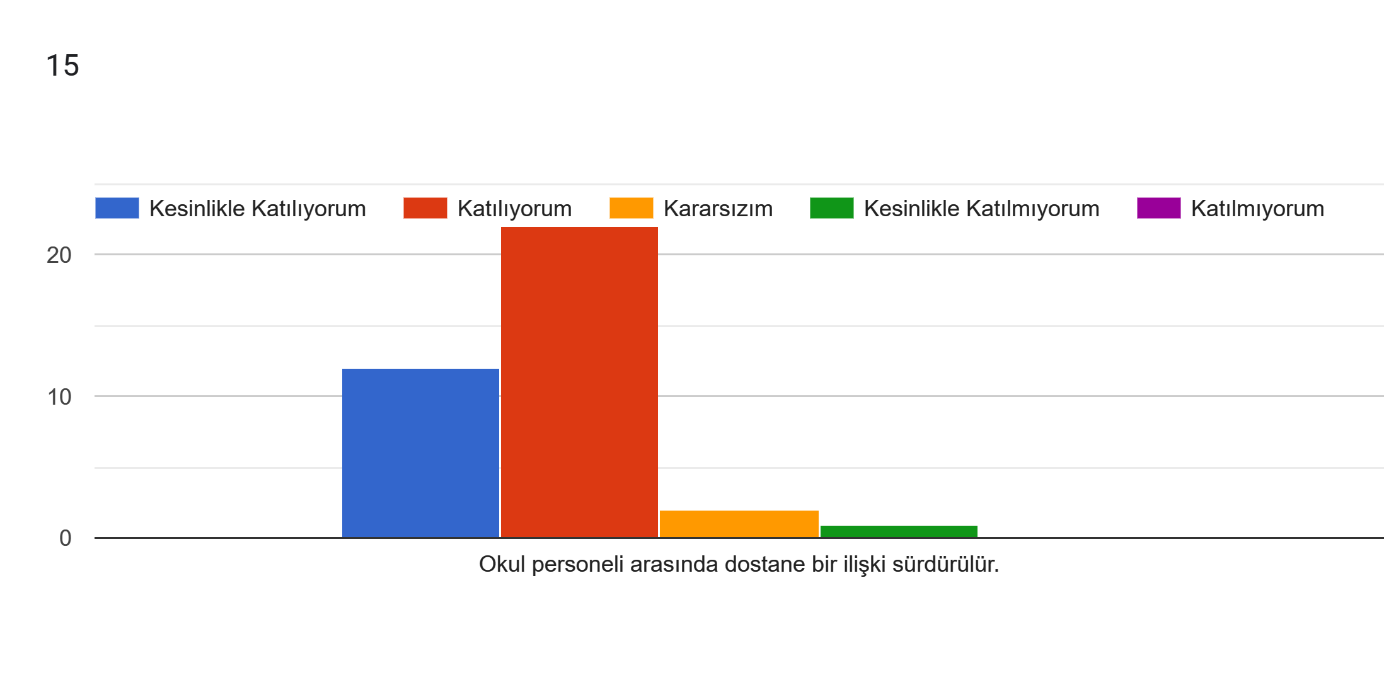 15
Kesinlikle Katılıyorum Katılıyorum Kararsızım Kesinlikle Katılmıyorum Katılmıyorum
20
10
0
Okul personeli arasında dostane bir ilişki sürdürülür.